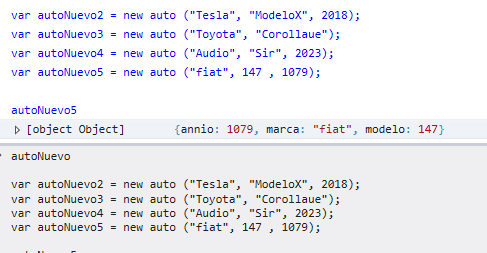 var autoNuevo2 = new auto ("Tesla", "ModeloX", 2018);
var autoNuevo3 = new auto ("Toyota", "Corollaue");
var autoNuevo4 = new auto ("Audio", "Sir", 2023);
var autoNuevo5 = new auto ("fiat", 147 , 1079);
autoNuevo5
[object Object] {annio: 1079, marca: "fiat", modelo: 147}
autoNuevo
var autoNuevo2 = new auto ("Tesla", "ModeloX", 2018);
var autoNuevo3 = new auto ("Toyota", "Corollaue");
var autoNuevo4 = new auto ("Audio", "Sir", 2023);
var autoNuevo5 = new auto ("fiat", 147 , 1079);